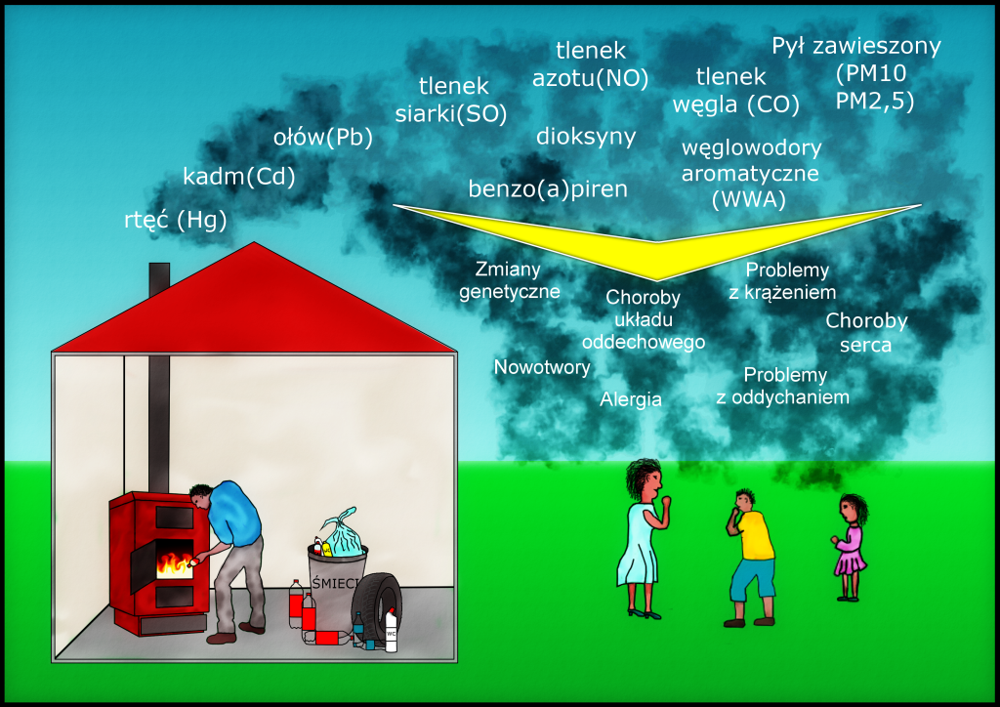 tlenek
azotu(NO)
Pył zawieszony
(PM10
PM2,5)
tlenek
węgla (CO)
tlenek
siarki(SO)
ołów(Pb)
dioksyny
węglowodory
aromatyczne
(WWA)
kadm(Cd)
benzo(a)piren
rtęć (Hg)
Zmiany
genetyczne
Choroby
układu
oddechowego
Problemy
z krążeniem
Choroby
serca
Nowotwory
Alergia
Problemy
z oddychaniem
ŚMIECI
WC